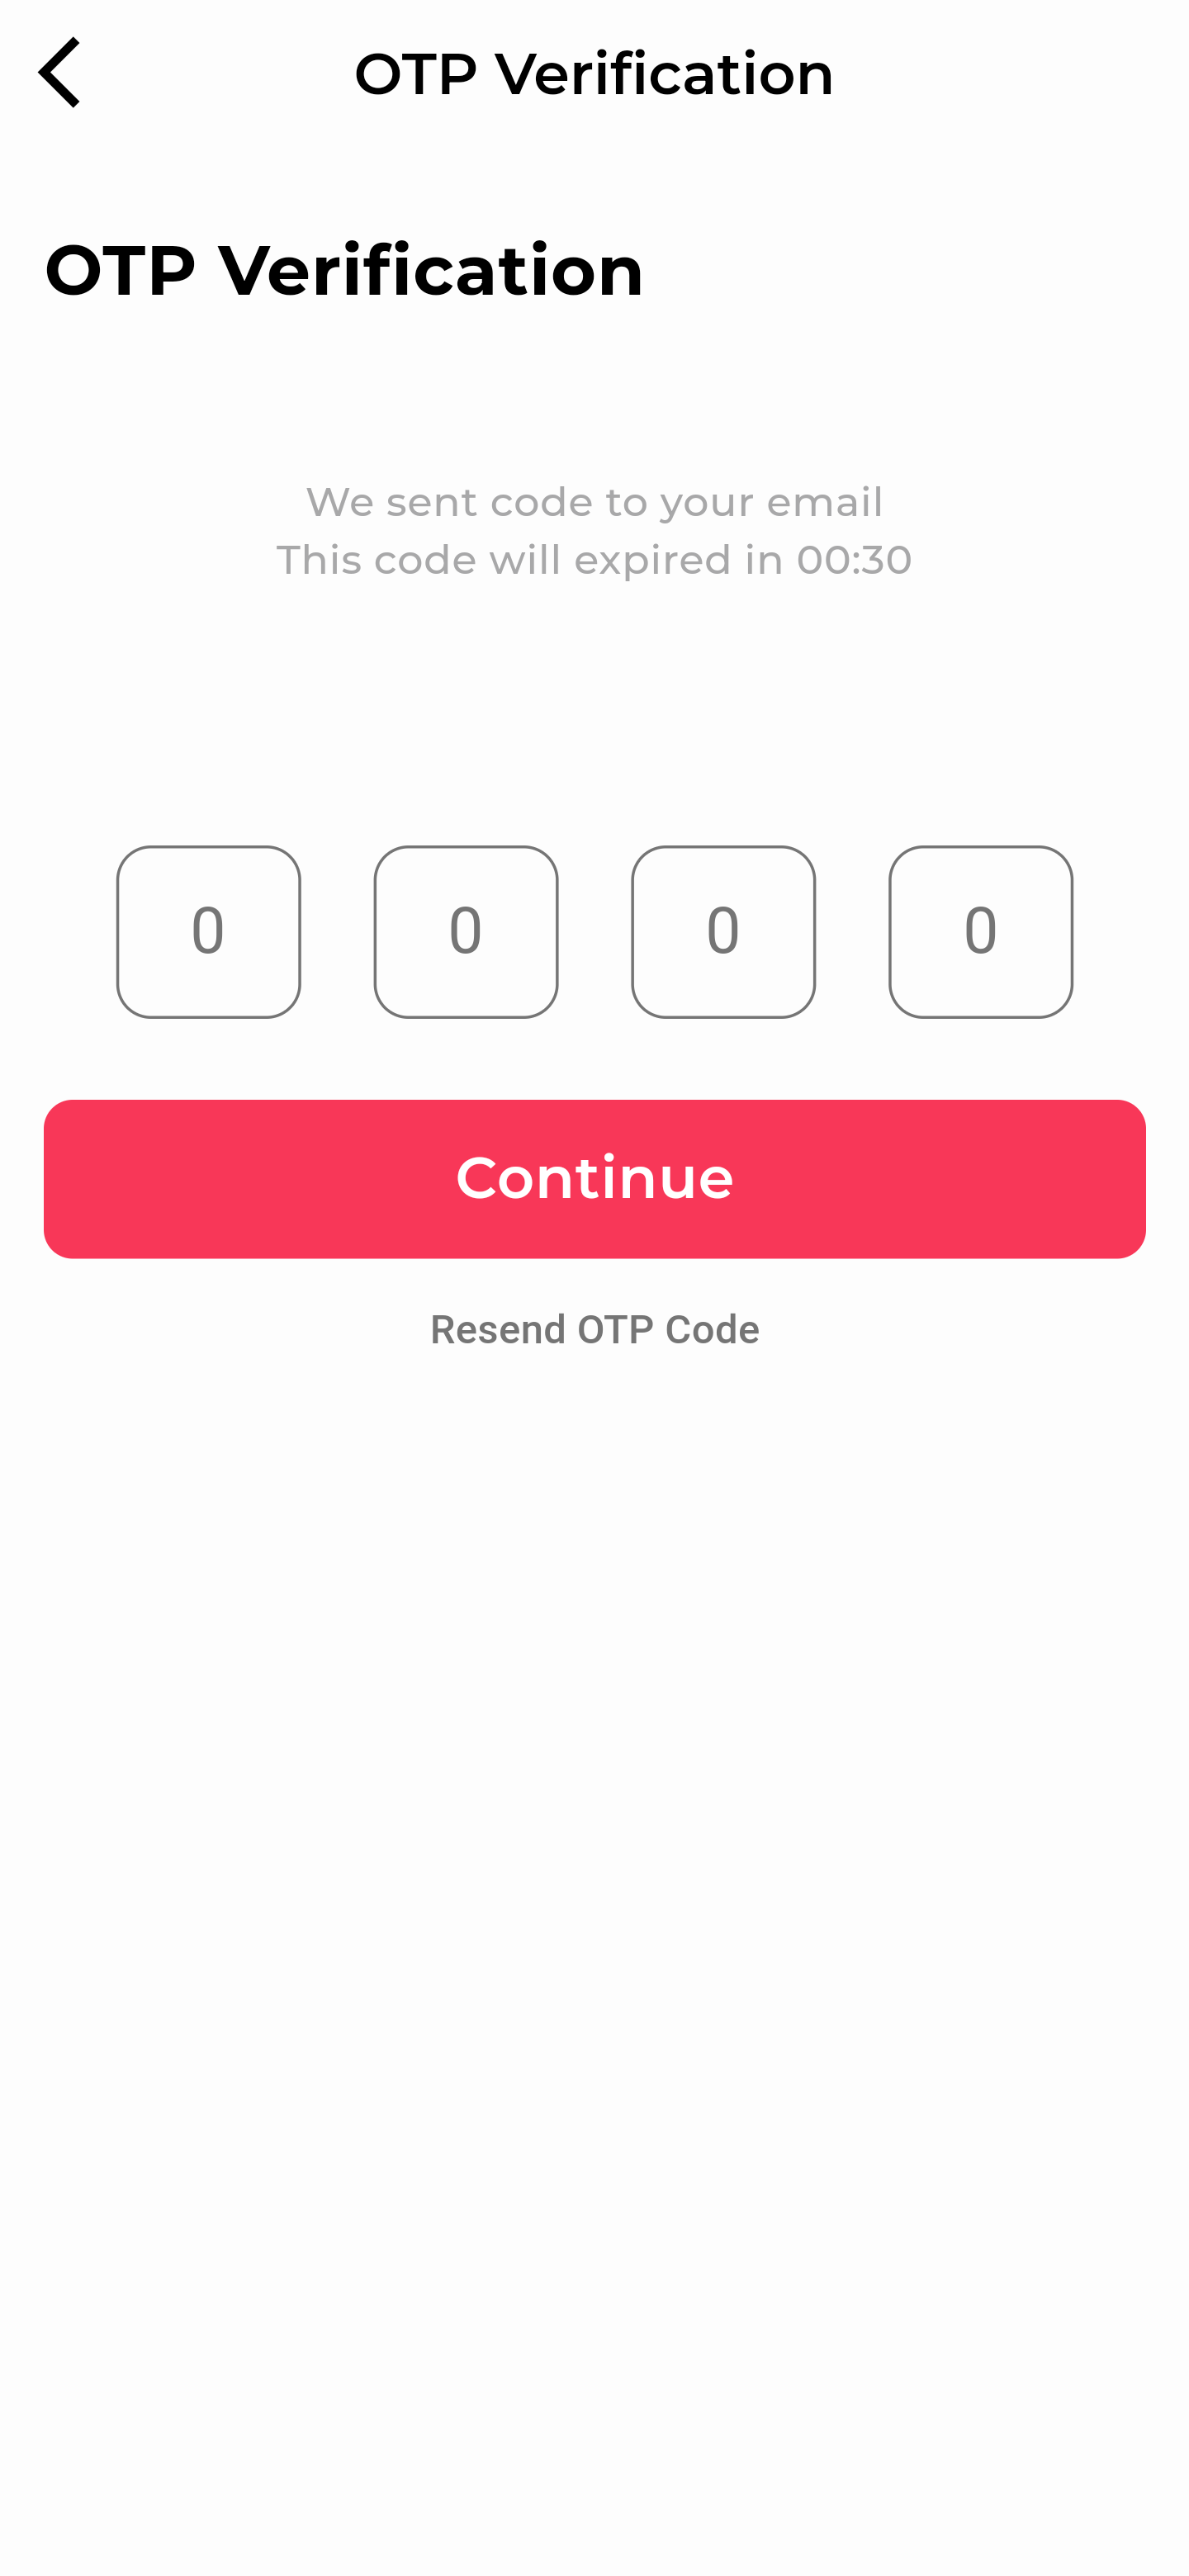 OTP Verification
OTP Verification
We sent code to your email
This code will expired in 00:30
0 0 0 0
Continue
Resend OTP Code